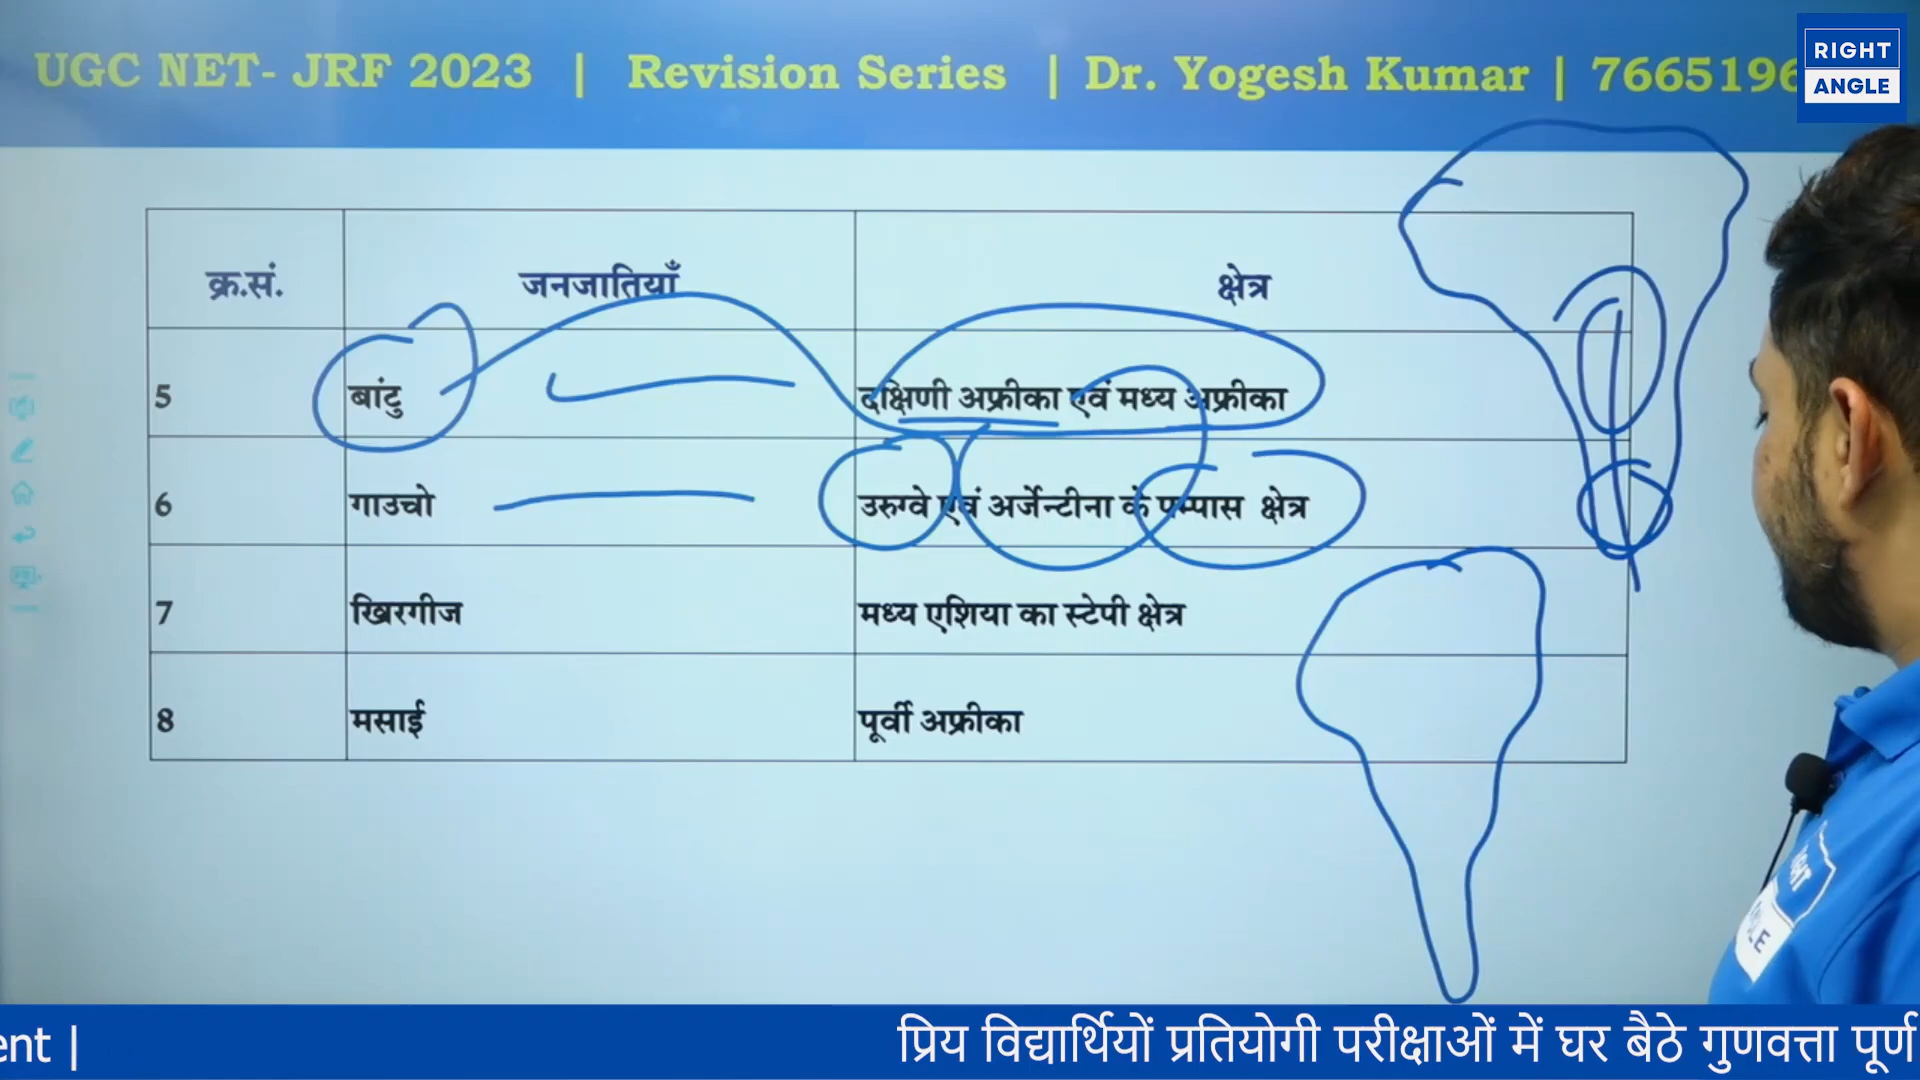 UGC NET- JRF 2023 | Revision Series | Dr. Yogesh Kumar | 7665196
RIGHT
ANGLE
क्र.सं. जनजातियाँ क्षेत्र
5 बांटु दक्षिणी अफ्रीका एवं मध्य अफ्रीका
6 गाउचो उरुग्वे एवं अर्जेन्टीना के पम्पास क्षेत्र
7 खिरगीज मध्य एशिया का स्टेपी क्षेत्र
8 मसाई पूर्वी अफ्रीका
ent | प्रिय विद्यार्थियों प्रतियोगी परीक्षाओं में घर बैठे गुणवत्ता पूर्ण